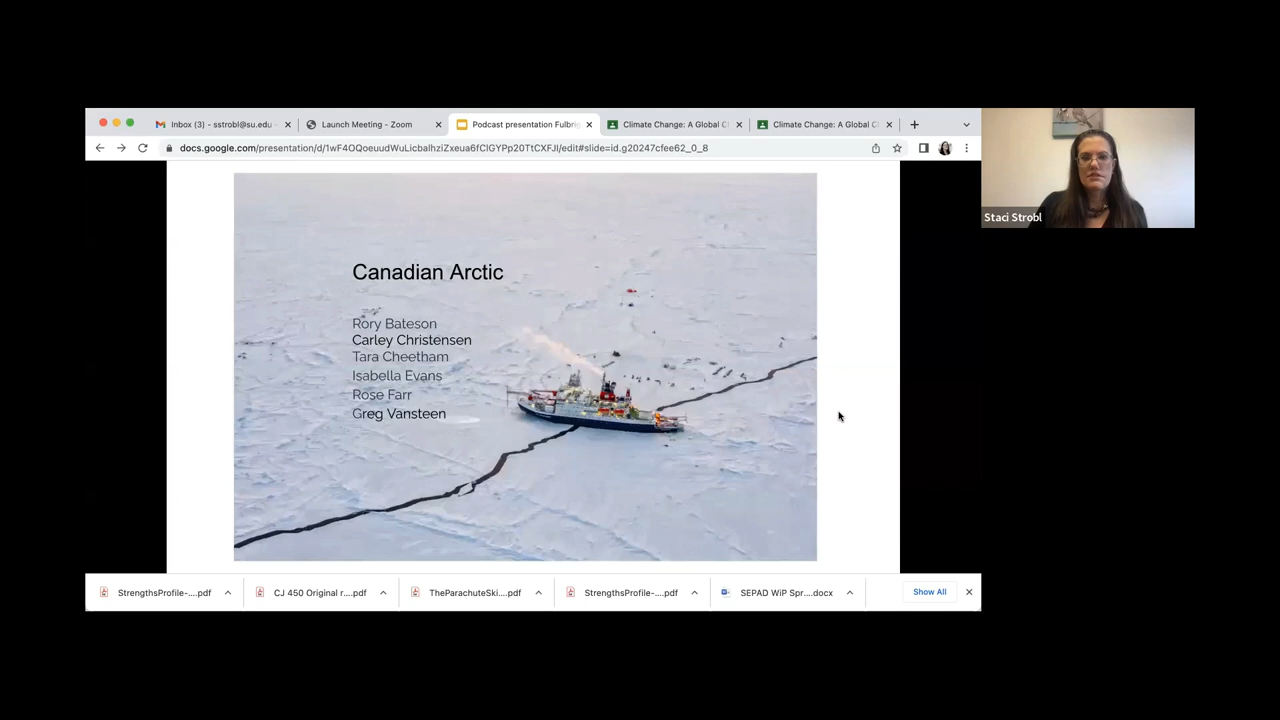 Inbox (3) - sstrobl@su.edu
Launch Meeting - Zoom
Podcast presentation Fulbrig
Climate Change: A Global Cl
Climate Change: A Global Cl
docs.google.com/presentation/d/1wF4OQoeuudWuLicbalhziZxeua6fClGYPp20TtCXFJI/edit#slide=id.g20247cfee62_0_8
Staci Strobl
Canadian Arctic
Rory Bateson
Carley Christensen
Tara Cheetham
Isabella Evans
Rose Farr
Greg Vansteen
StrengthsProfile-....pdf
CJ 450 Original r....pdf
TheParachuteSki....pdf
StrengthsProfile-....pdf
SEPAD WiP Spr....docx
Show All